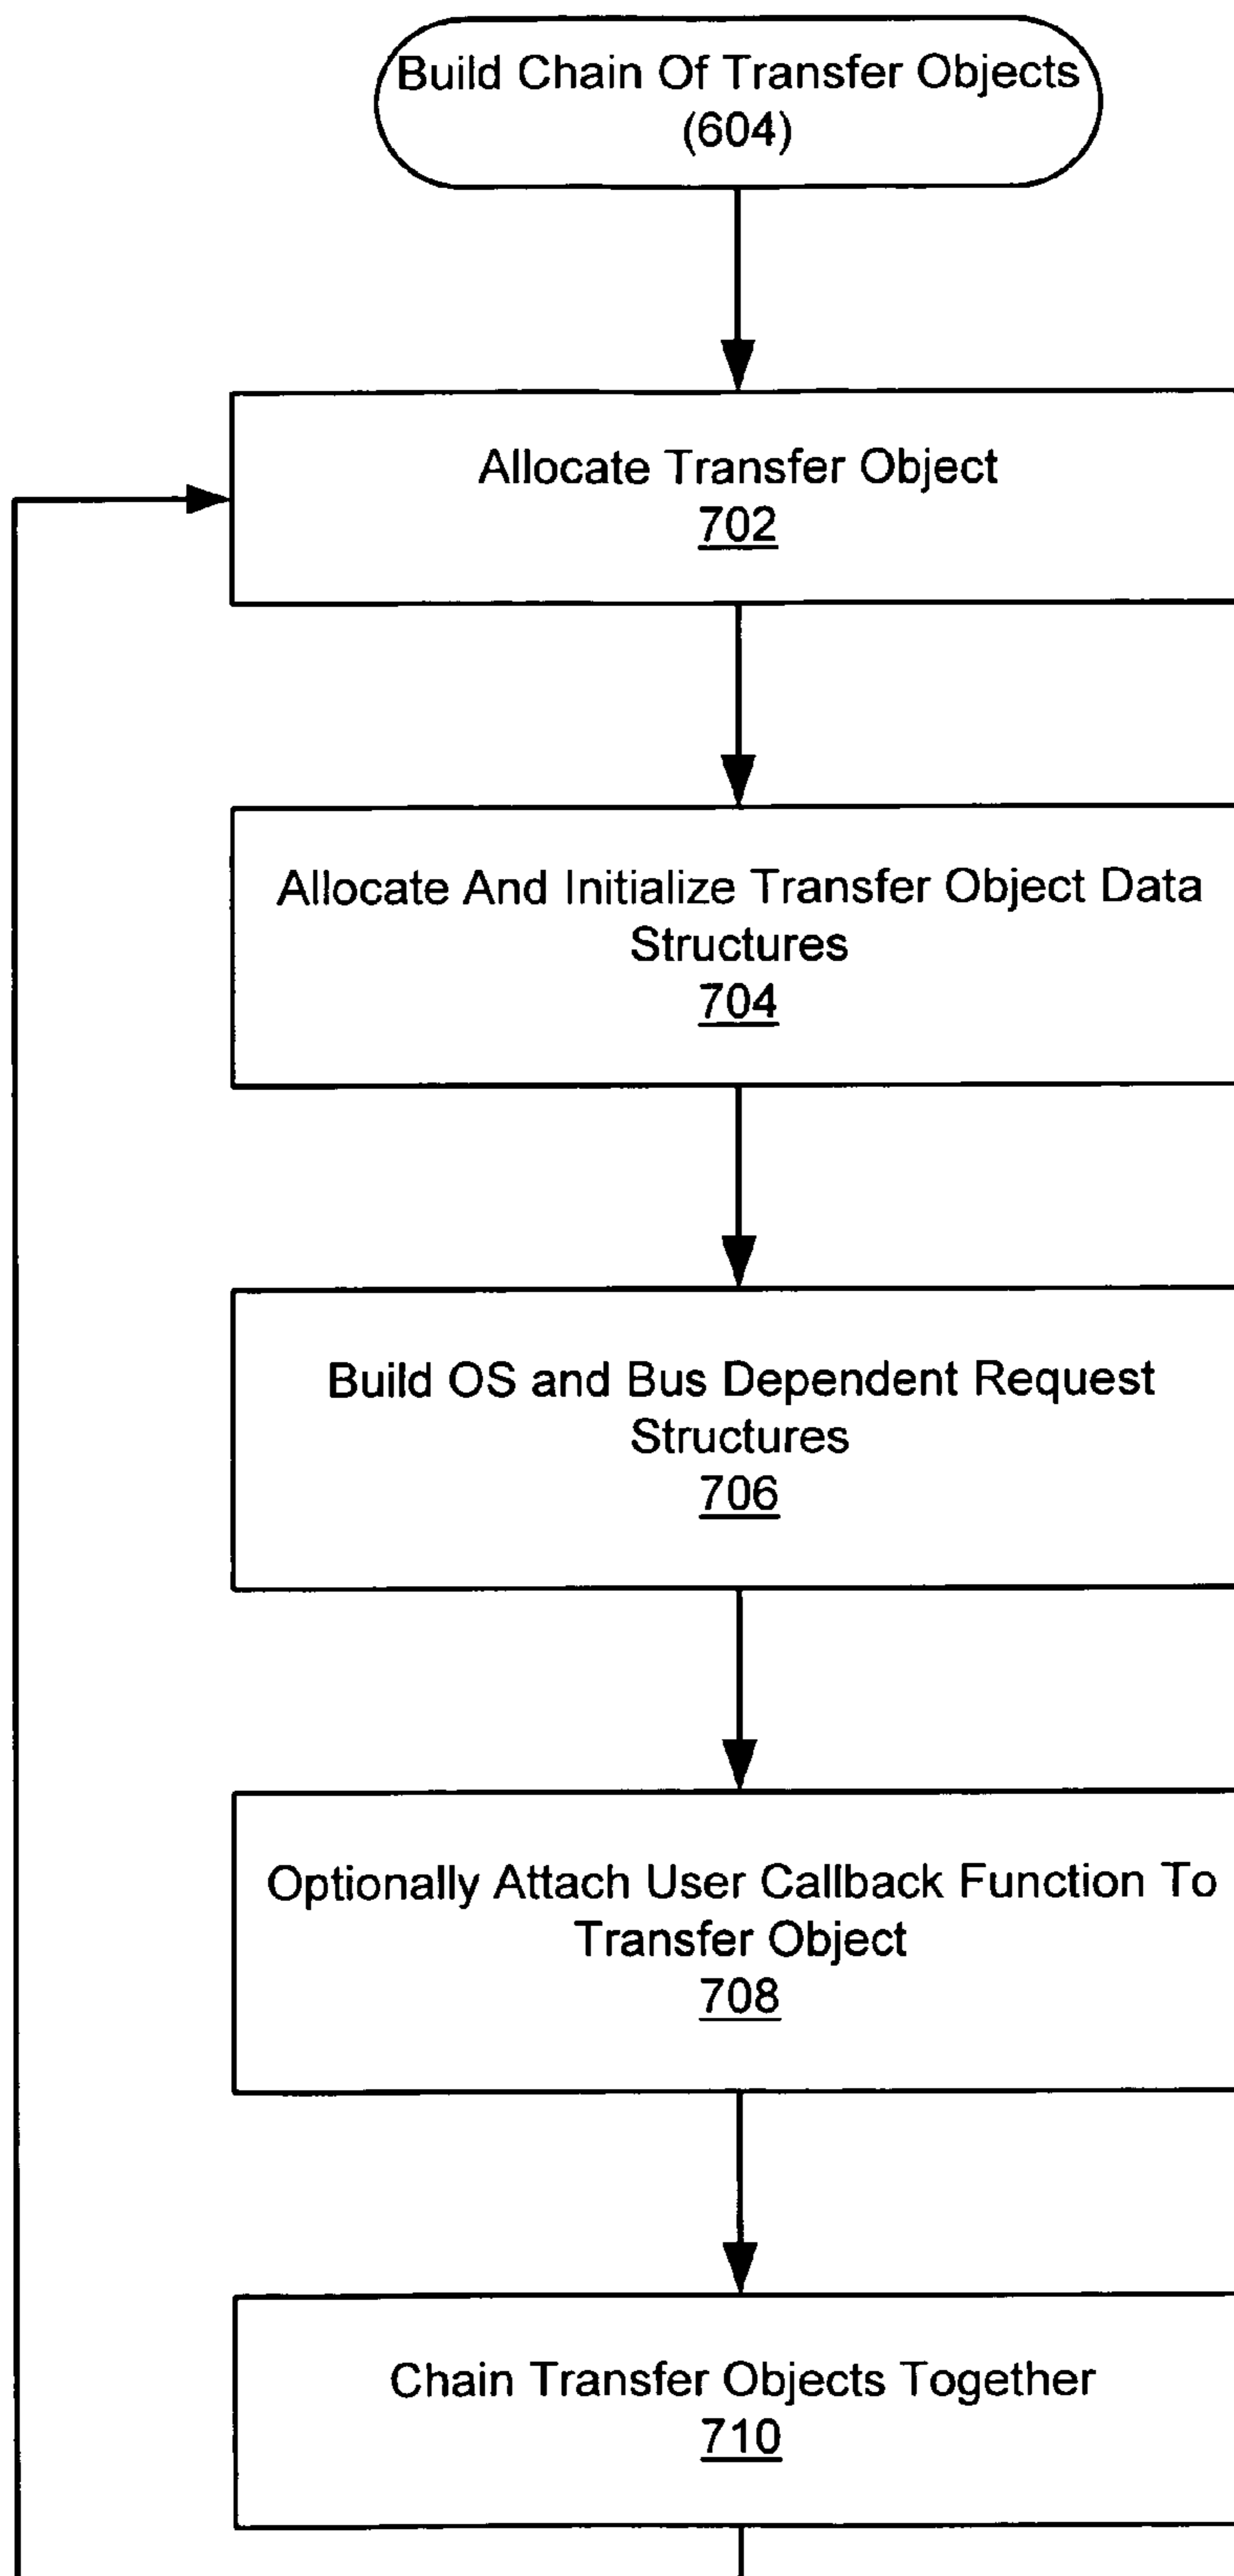 Build Chain Of Transfer Objects
(604)
Allocate Transfer Object
702
Allocate And Initialize Transfer Object Data
Structures
704
Build OS and Bus Dependent Request
Structures
706
Optionally Attach User Callback Function To
Transfer Object
708
Chain Transfer Objects Together
710